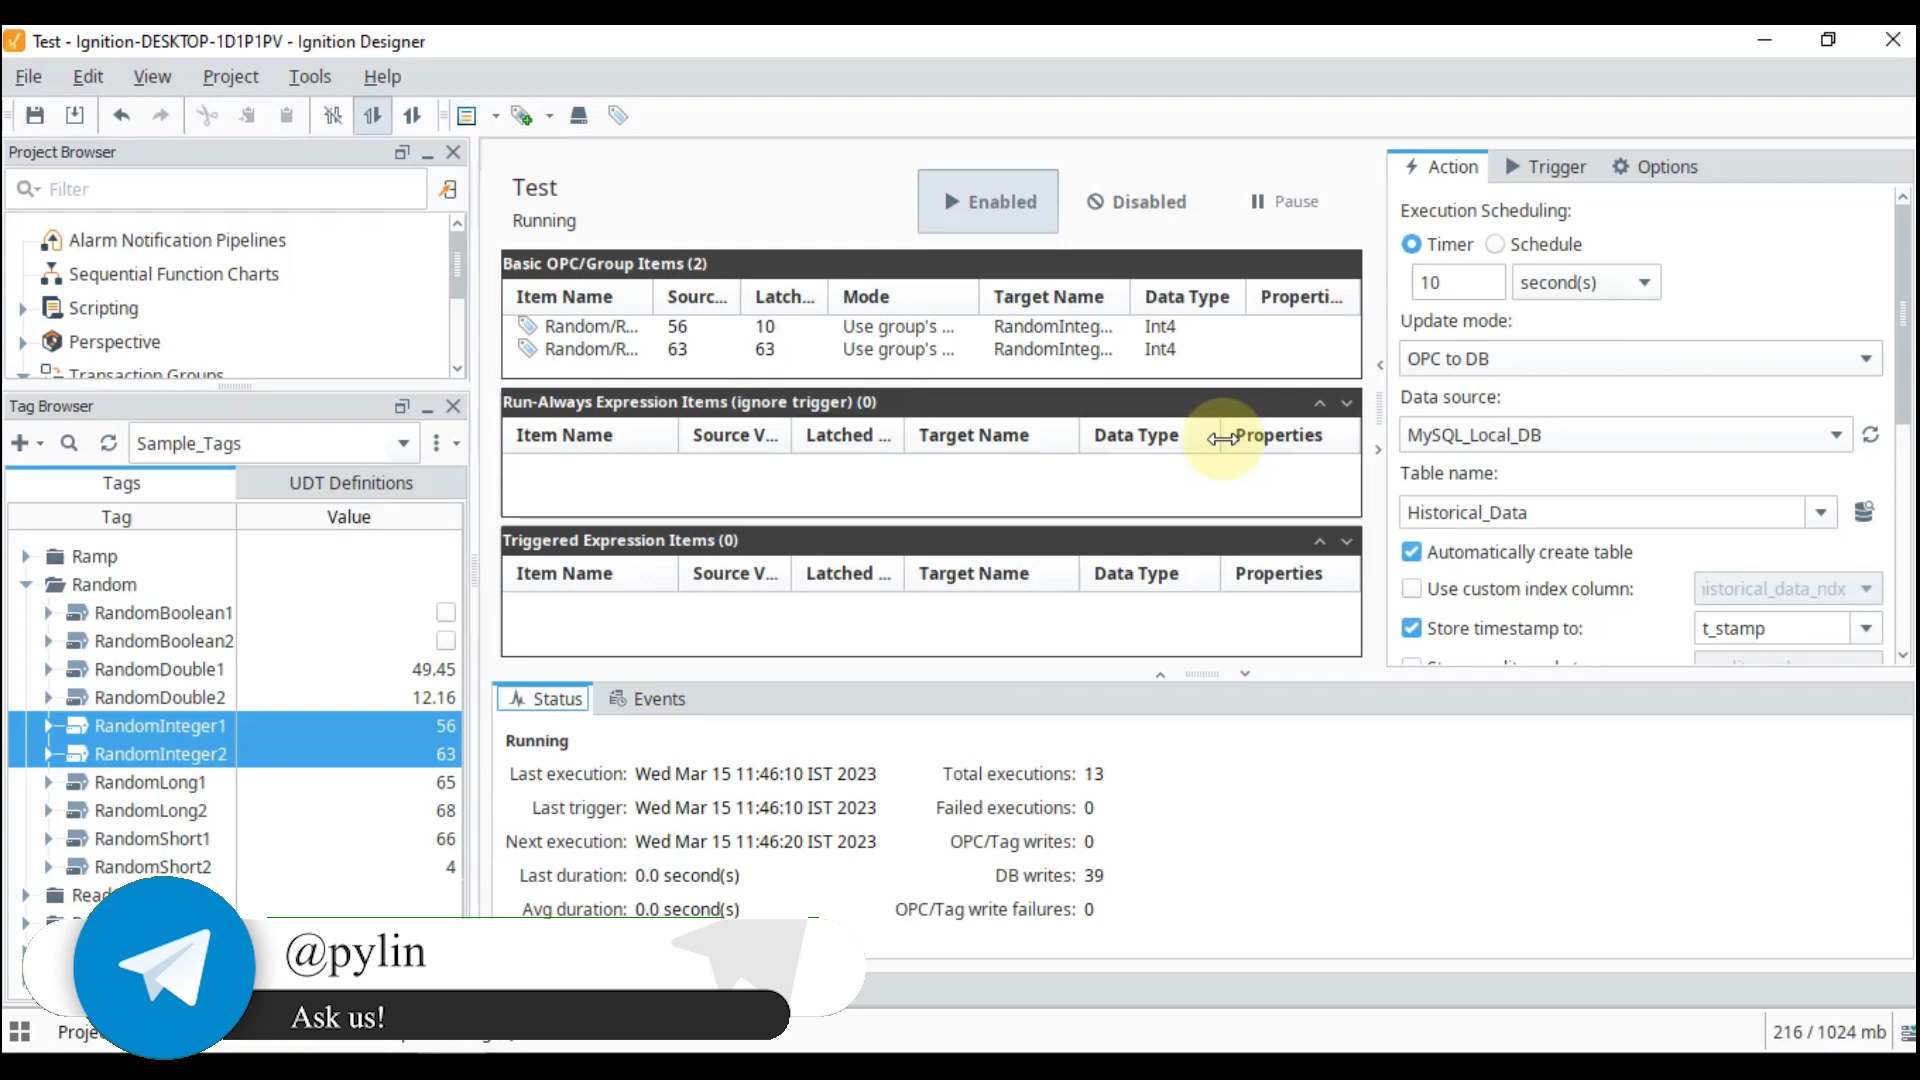 Test - Ignition-DESKTOP-1D1P1PV - Ignition Designer
File Edit View Project Tools Help
Project Browser
Filter
Alarm Notification Pipelines
Sequential Function Charts
Scripting
Perspective
Transaction Groups
Tag Browser
Sample_Tags
Tags UDT Definitions
Tag Value
Ramp
Random
RandomBoolean1
RandomBoolean2
RandomDouble1 49.45
RandomDouble2 12.16
RandomInteger1 56
RandomInteger2 63
RandomLong1 65
RandomLong2 68
RandomShort1 66
RandomShort2 4
Test
Running
Enabled Disabled Pause
Basic OPC/Group Items (2)
Item Name Sourc... Latch... Mode Target Name Data Type Properti...
Random/R... 56 10 Use group's ... RandomInteg... Int4
Random/R... 63 63 Use group's ... RandomInteg... Int4
Run-Always Expression Items (ignore trigger) (0)
Item Name Source V... Latched ... Target Name Data Type Properties
Triggered Expression Items (0)
Item Name Source V... Latched ... Target Name Data Type Properties
Action Trigger Options
Execution Scheduling:
Timer Schedule
10 second(s)
Update mode:
OPC to DB
Data source:
MySQL_Local_DB
Table name:
Historical_Data
Automatically create table
Use custom index column: istorical_data_ndx
Store timestamp to: t_stamp
Status Events
Running
Last execution: Wed Mar 15 11:46:10 IST 2023 Total executions: 13
Last trigger: Wed Mar 15 11:46:10 IST 2023 Failed executions: 0
Next execution: Wed Mar 15 11:46:20 IST 2023 OPC/Tag writes: 0
Last duration: 0.0 second(s) DB writes: 39
Avg duration: 0.0 second(s) OPC/Tag write failures: 0
@pylin
Ask us!
216 / 1024 mb